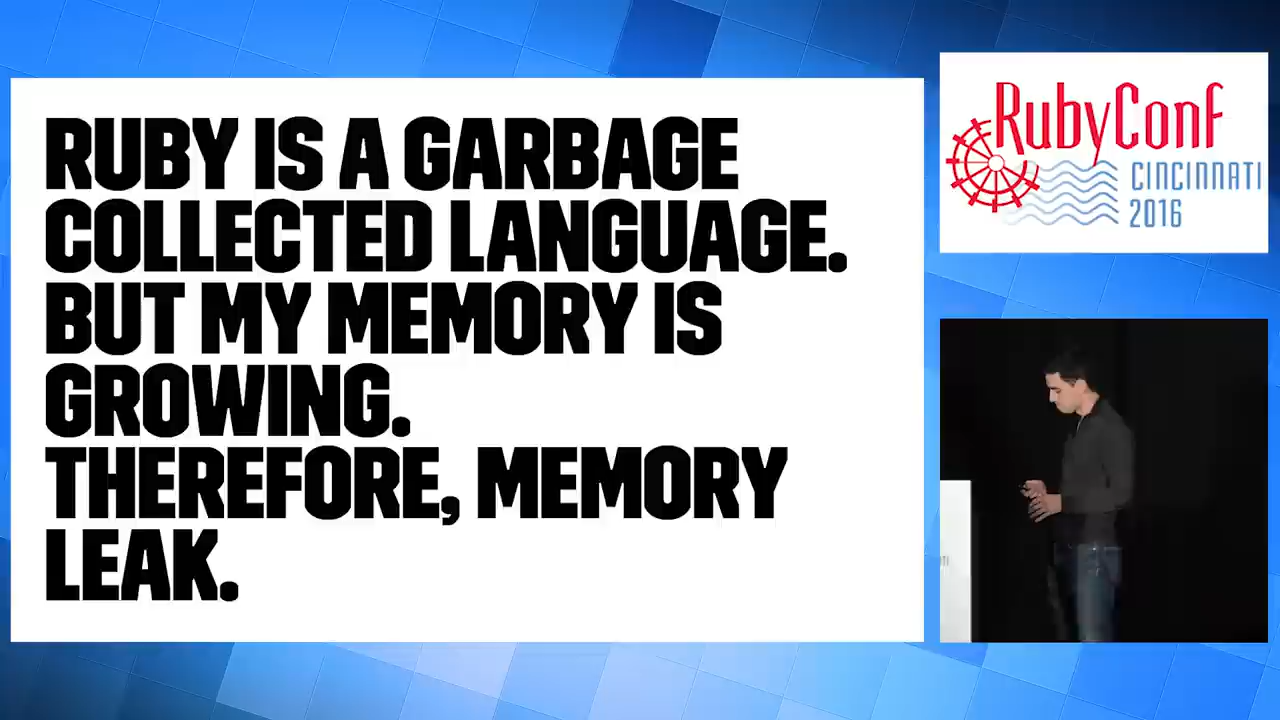 RUBY IS A GARBAGE
COLLECTED LANGUAGE.
BUT MY MEMORY IS
GROWING.
THEREFORE, MEMORY
LEAK.
RubyConf
CINCINNATI
2016